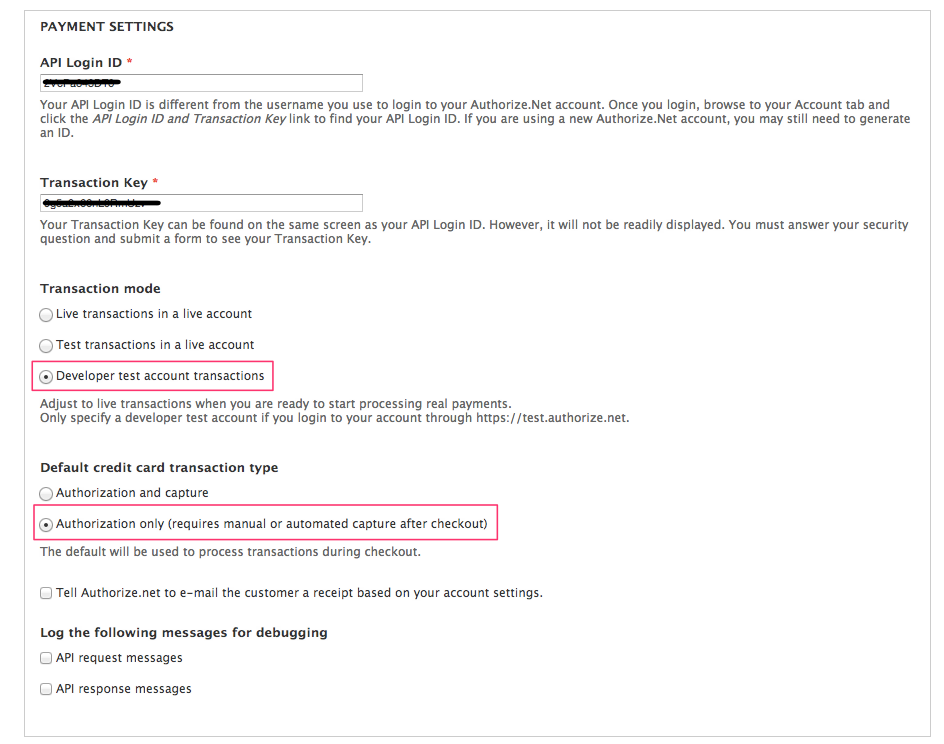 PAYMENT SETTINGS
API Login ID *
Your API Login ID is different from the username you use to login to your Authorize.Net account. Once you login, browse to your Account tab and
click the API Login ID and Transaction Key link to find your API Login ID. If you are using a new Authorize.Net account, you may still need to generate
an ID.
Transaction Key *
Your Transaction Key can be found on the same screen as your API Login ID. However, it will not be readily displayed. You must answer your security
question and submit a form to see your Transaction Key.
Transaction mode
Live transactions in a live account
Test transactions in a live account
Developer test account transactions
Adjust to live transactions when you are ready to start processing real payments.
Only specify a developer test account if you login to your account through https://test.authorize.net.
Default credit card transaction type
Authorization and capture
Authorization only (requires manual or automated capture after checkout)
The default will be used to process transactions during checkout.
Tell Authorize.net to e-mail the customer a receipt based on your account settings.
Log the following messages for debugging
API request messages
API response messages